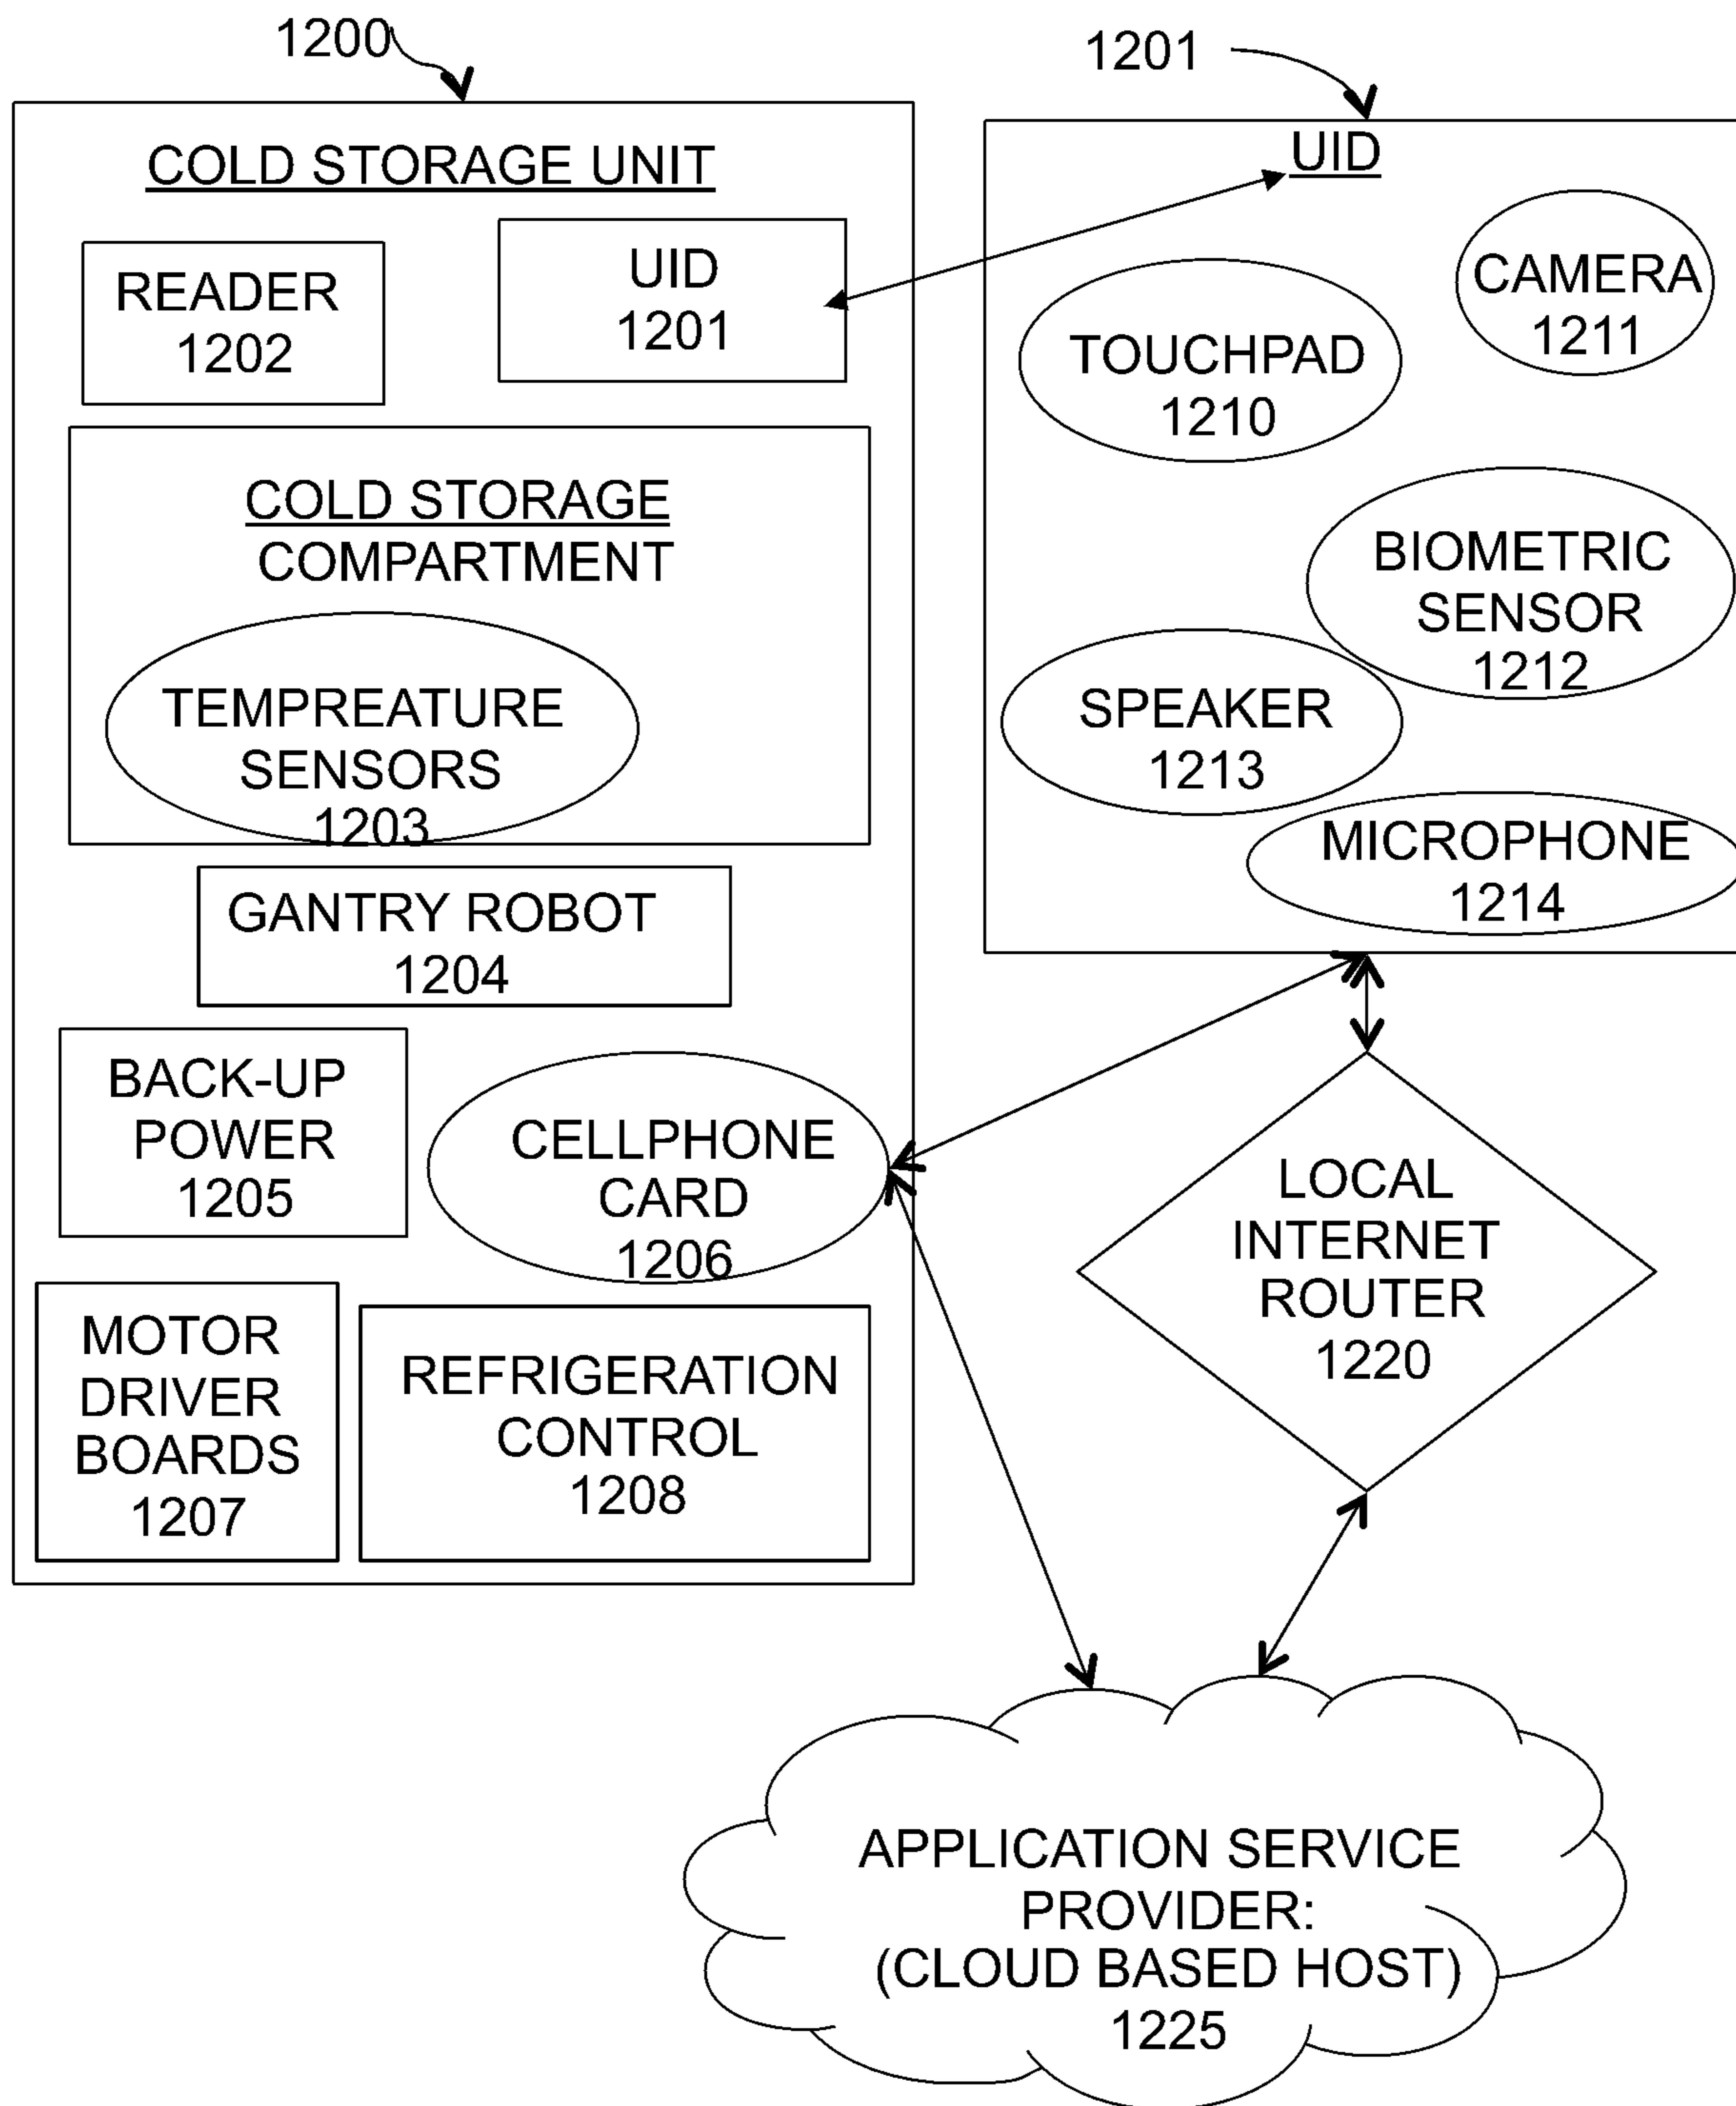 1200
1201
COLD STORAGE UNIT
READER
1202
UID
1201
COLD STORAGE
COMPARTMENT
TEMPREATURE
SENSORS
1203
GANTRY ROBOT
1204
BACK-UP
POWER
1205
CELLPHONE
CARD
1206
MOTOR
DRIVER
BOARDS
1207
REFRIGERATION
CONTROL
1208
UID
CAMERA
1211
TOUCHPAD
1210
BIOMETRIC
SENSOR
1212
SPEAKER
1213
MICROPHONE
1214
LOCAL
INTERNET
ROUTER
1220
APPLICATION SERVICE
PROVIDER:
(CLOUD BASED HOST)
1225